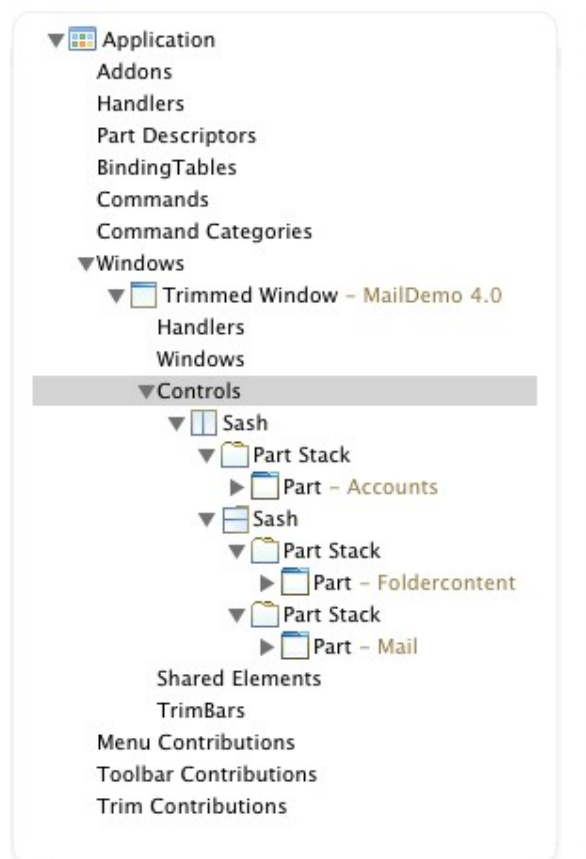 Application
Addons
Handlers
Part Descriptors
BindingTables
Commands
Command Categories
Windows
Trimmed Window – MailDemo 4.0
Handlers
Windows
Controls
Sash
Part Stack
Part – Accounts
Sash
Part Stack
Part – Foldercontent
Part Stack
Part – Mail
Shared Elements
TrimBars
Menu Contributions
Toolbar Contributions
Trim Contributions